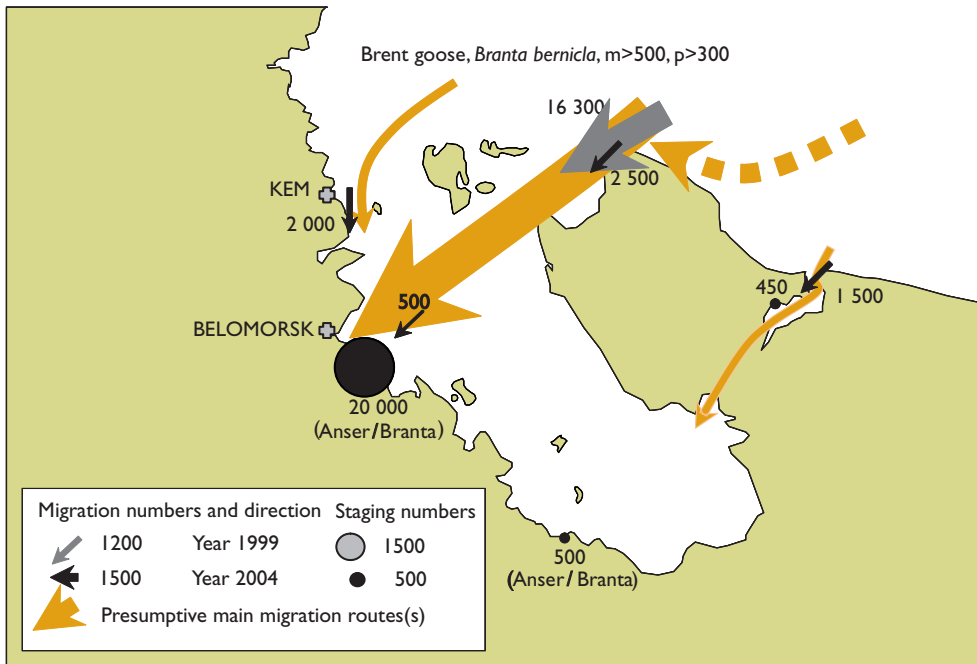 Brent goose, Branta bernicla, m>500, p>300
16 300
2 500
KEM
2 000
450
1 500
500
BELOMORSK
20 000
(Anser/Branta)
500
(Anser/Branta)
Migration numbers and direction Staging numbers
1200 Year 1999 1500
1500 Year 2004 500
Presumptive main migration routes(s)